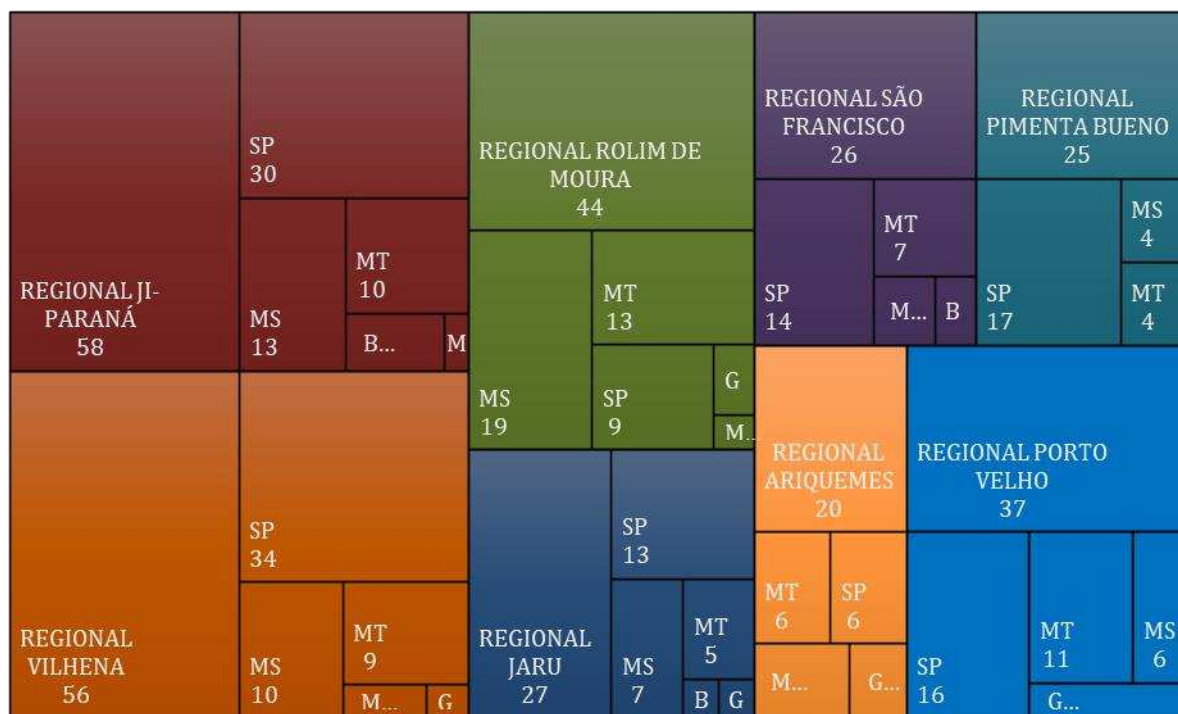 REGIONAL JI-
PARANÁ
58
SP
30
MS
13
MT
10
B...
M
REGIONAL
VILHENA
56
SP
34
MS
10
MT
9
M...
G
REGIONAL ROLIM DE
MOURA
44
MS
19
MT
13
SP
9
G
M...
REGIONAL
JARU
27
SP
13
MS
7
MT
5
B
G
REGIONAL SÃO
FRANCISCO
26
SP
14
MT
7
M...
B
REGIONAL
PIMENTA BUENO
25
SP
17
MS
4
MT
4
REGIONAL
ARIQUEMES
20
MT
6
SP
6
M...
G...
REGIONAL PORTO
VELHO
37
SP
16
MT
11
MS
6
G...